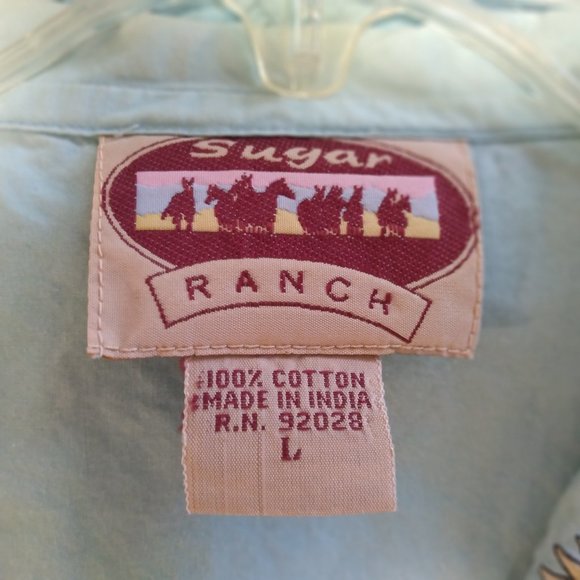 Sugar
RANCH
100% COTTON
MADE IN INDIA
R.N. 92028
L